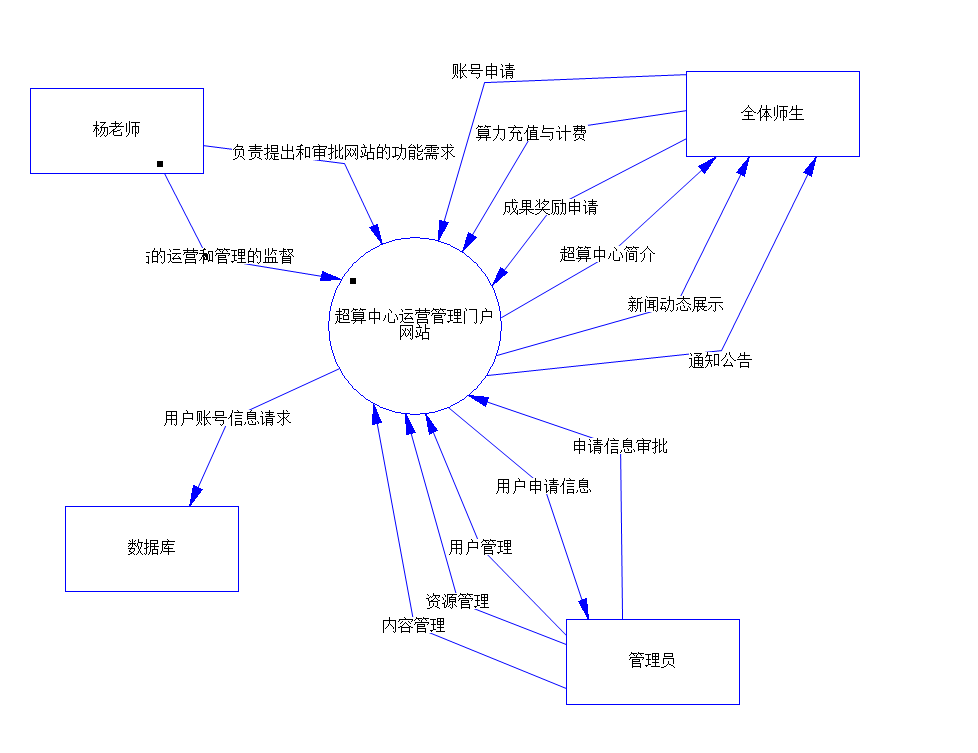 账号申请
全体师生
杨老师
算力充值与计费
负责提出和审批网站的功能需求
成果奖励申请
超算中心简介
的运营和管理的监督
新闻动态展示
超算中心运营管理门户
网站
通知公告
用户账号信息请求
申请信息审批
用户申请信息
数据库
用户管理
资源管理
内容管理
管理员